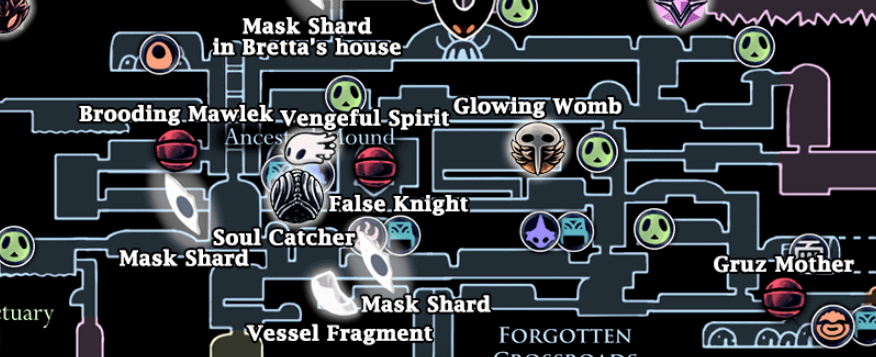 Mask Shard
in Bretta's house
Brooding Mawlek
Vengeful Spirit
Glowing Womb
False Knight
Soul Catcher
Mask Shard
Gruz Mother
Mask Shard
Vessel Fragment
FORGOTTEN
CROSSROADS